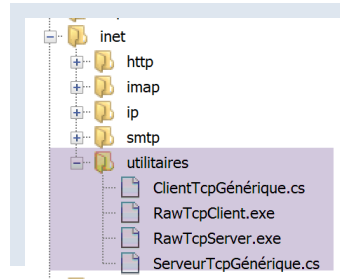 inet
http
imap
ip
smtp
utilitaires
ClientTcpGénérique.cs
RawTcpClient.exe
RawTcpServer.exe
ServeurTcpGénérique.cs